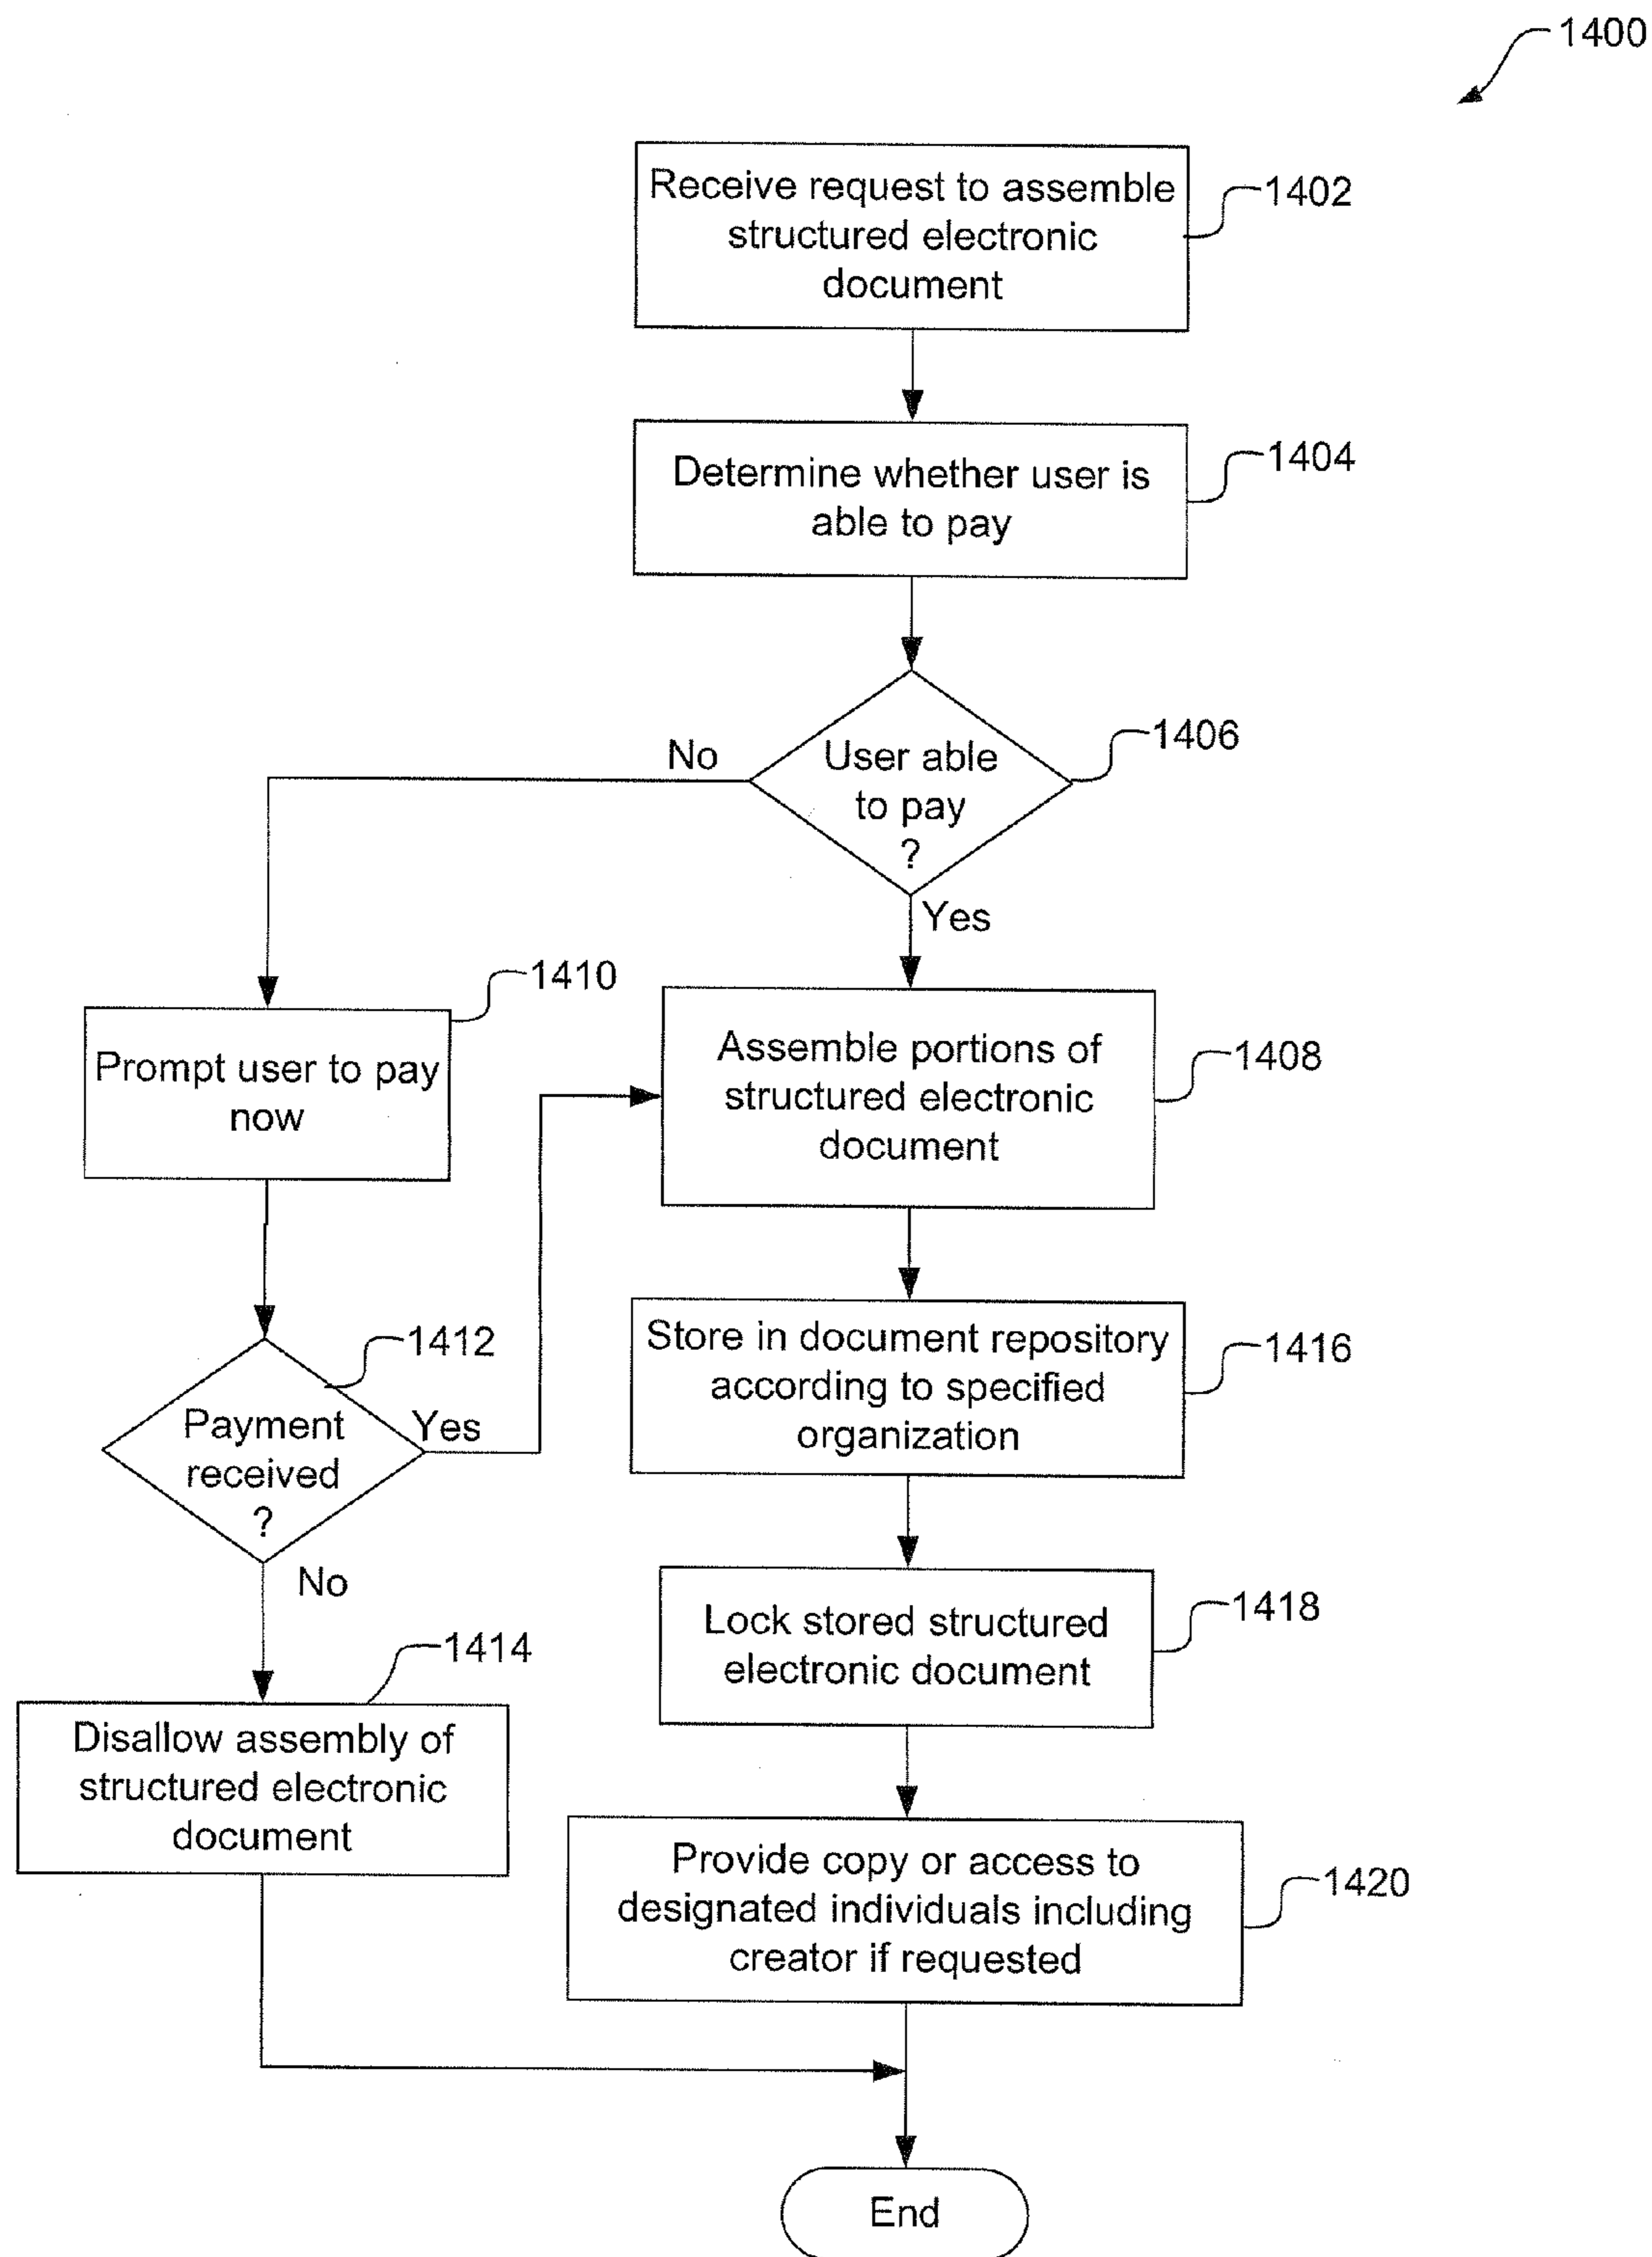 1400
Receive request to assemble
structured electronic
document
1402
Determine whether user is
able to pay
1404
User able
to pay
?
1406
No
Yes
1410
Prompt user to pay
now
Assemble portions of
structured electronic
document
1408
1412
Payment
received
?
Yes
No
Store in document repository
according to specified
organization
1416
Lock stored structured
electronic document
1418
1414
Disallow assembly of
structured electronic
document
Provide copy or access to
designated individuals including
creator if requested
1420
End